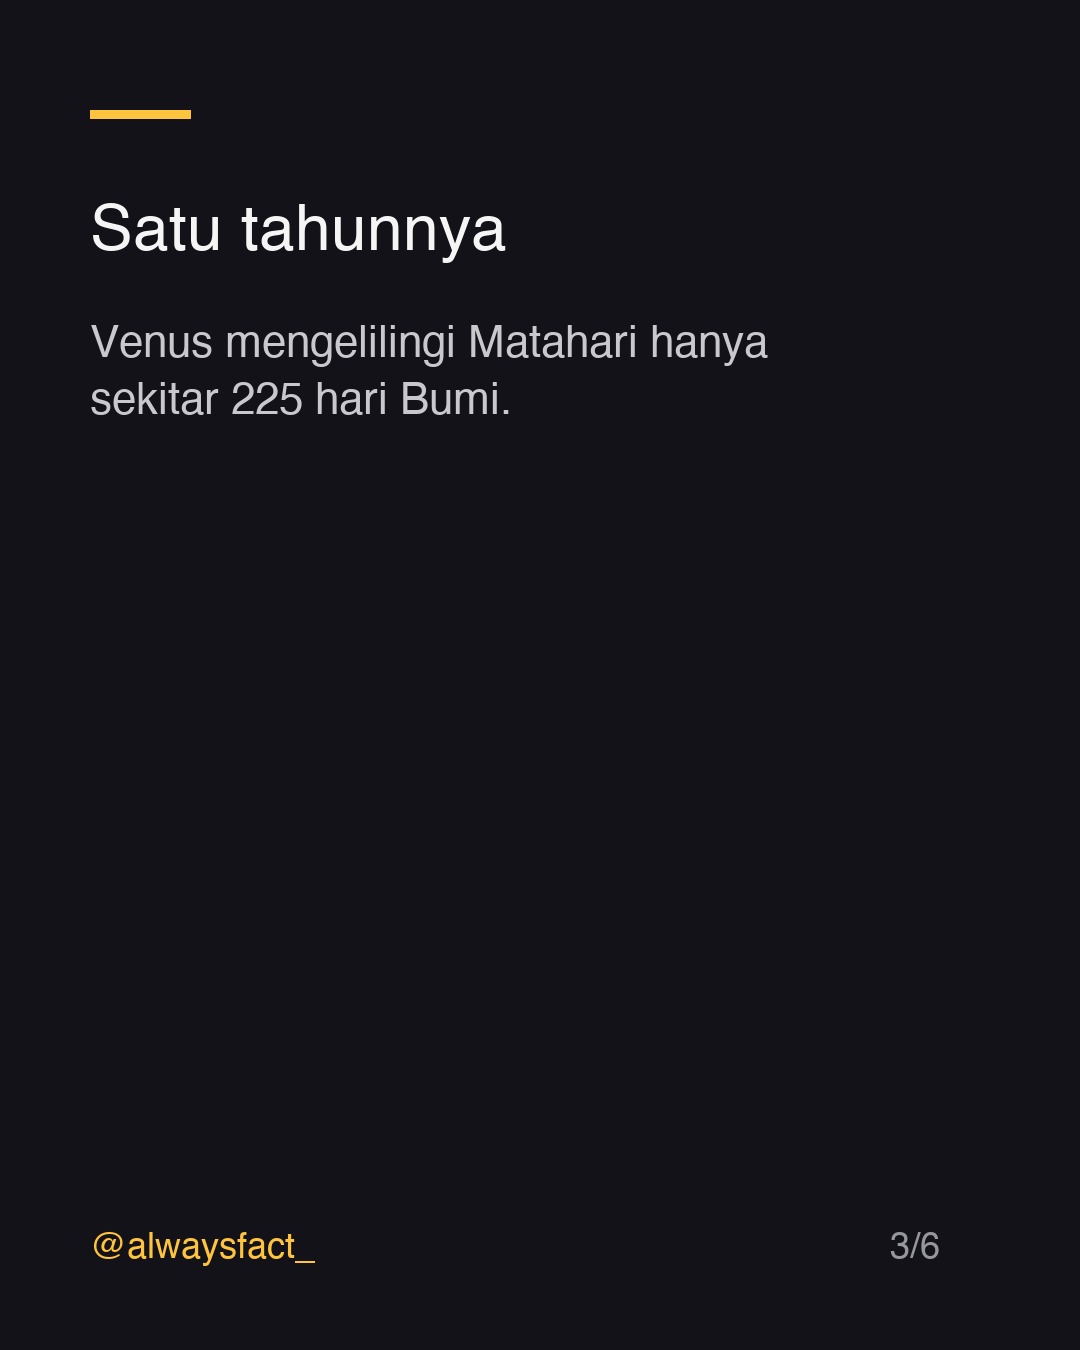 Satu tahunnya
Venus mengelilingi Matahari hanya
sekitar 225 hari Bumi.
@alwaysfact_
3/6